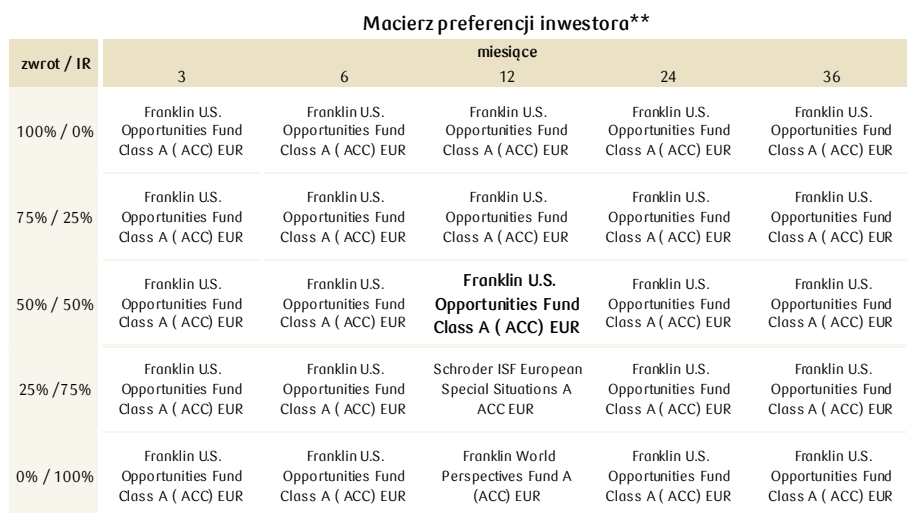 Macierz preferencji inwestora**
zwrot / IR
miesiące
3 6 12 24 36
100% / 0%
Franklin U.S.
Opportunities Fund
Class A ( ACC) EUR
Franklin U.S.
Opportunities Fund
Class A ( ACC) EUR
Franklin U.S.
Opportunities Fund
Class A ( ACC) EUR
Franklin U.S.
Opportunities Fund
Class A ( ACC) EUR
Franklin U.S.
Opportunities Fund
Class A ( ACC) EUR
75% / 25%
Franklin U.S.
Opportunities Fund
Class A ( ACC) EUR
Franklin U.S.
Opportunities Fund
Class A ( ACC) EUR
Franklin U.S.
Opportunities Fund
Class A ( ACC) EUR
Franklin U.S.
Opportunities Fund
Class A ( ACC) EUR
Franklin U.S.
Opportunities Fund
Class A ( ACC) EUR
50% / 50%
Franklin U.S.
Opportunities Fund
Class A ( ACC) EUR
Franklin U.S.
Opportunities Fund
Class A ( ACC) EUR
Franklin U.S.
Opportunities Fund
Class A ( ACC) EUR
Franklin U.S.
Opportunities Fund
Class A ( ACC) EUR
Franklin U.S.
Opportunities Fund
Class A ( ACC) EUR
25% /75%
Franklin U.S.
Opportunities Fund
Class A ( ACC) EUR
Franklin U.S.
Opportunities Fund
Class A ( ACC) EUR
Schroder ISF European
Special Situations A
ACC EUR
Franklin U.S.
Opportunities Fund
Class A ( ACC) EUR
Franklin U.S.
Opportunities Fund
Class A ( ACC) EUR
0% / 100%
Franklin U.S.
Opportunities Fund
Class A ( ACC) EUR
Franklin U.S.
Opportunities Fund
Class A ( ACC) EUR
Franklin World
Perspectives Fund A
(ACC) EUR
Franklin U.S.
Opportunities Fund
Class A ( ACC) EUR
Franklin U.S.
Opportunities Fund
Class A ( ACC) EUR